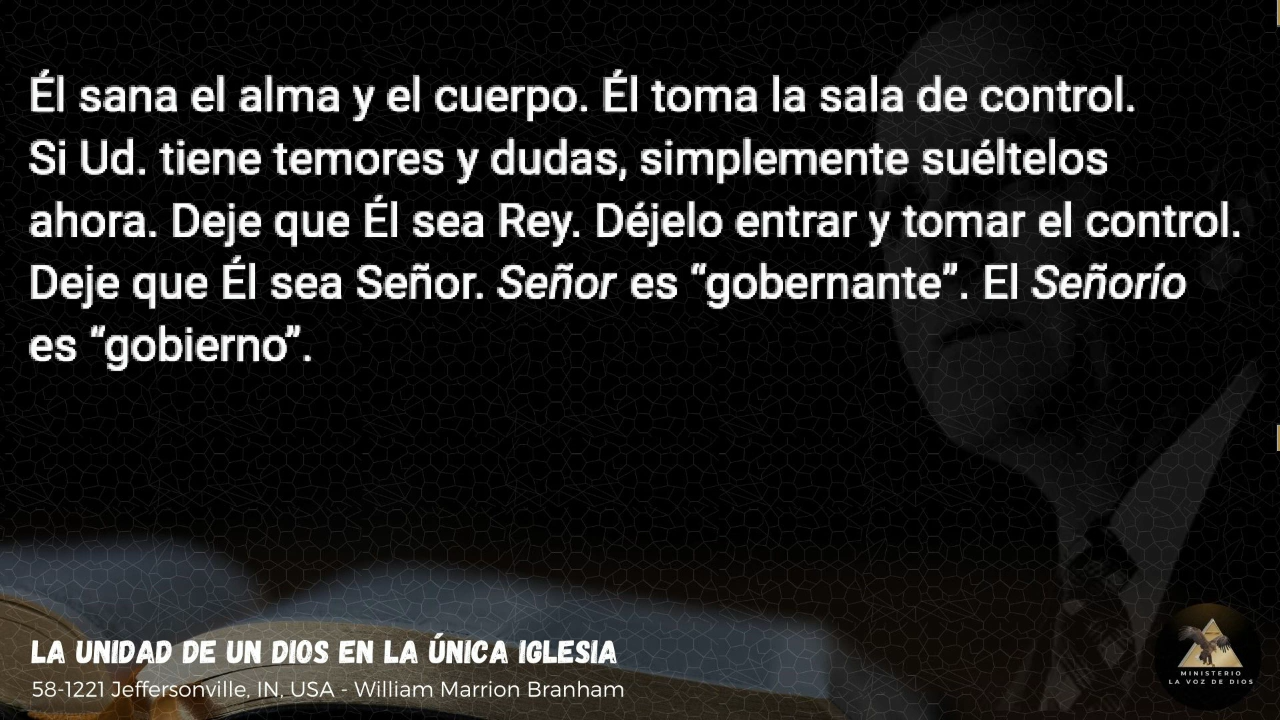 Él sana el alma y el cuerpo. Él toma la sala de control.
Si Ud. tiene temores y dudas, simplemente suéltelos
ahora. Deje que Él sea Rey. Déjelo entrar y tomar el control.
Deje que Él sea Señor. Señor es “gobernante”. El Señorío
es “gobierno”.
LA UNIDAD DE UN DIOS EN LA ÚNICA IGLESIA
58-1221 Jeffersonville, IN, USA - William Marrion Branham
MINISTERIO
LA VOZ DE DIOS